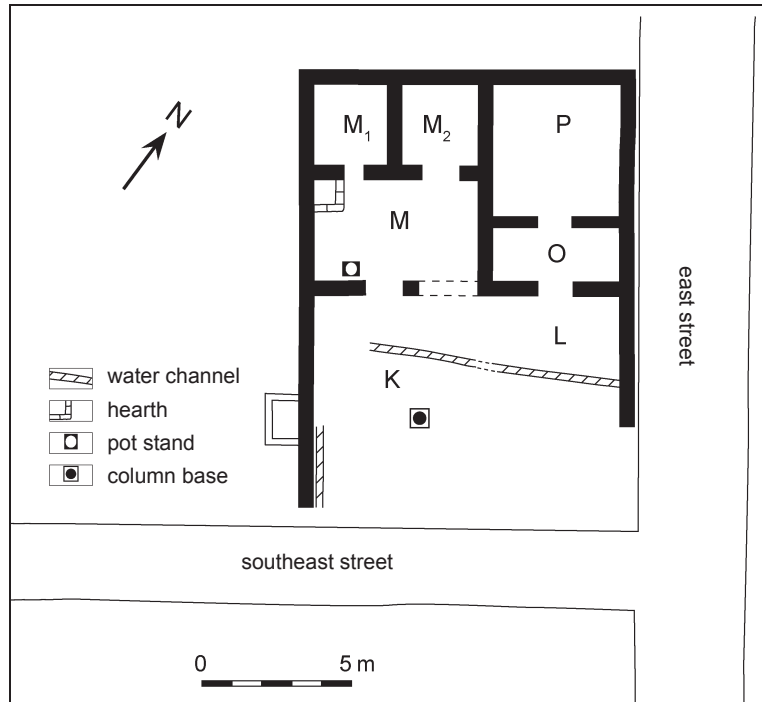 N
M₁ M₂ P
M
O
L
K
east street
water channel
hearth
pot stand
column base
southeast street
0 5 m